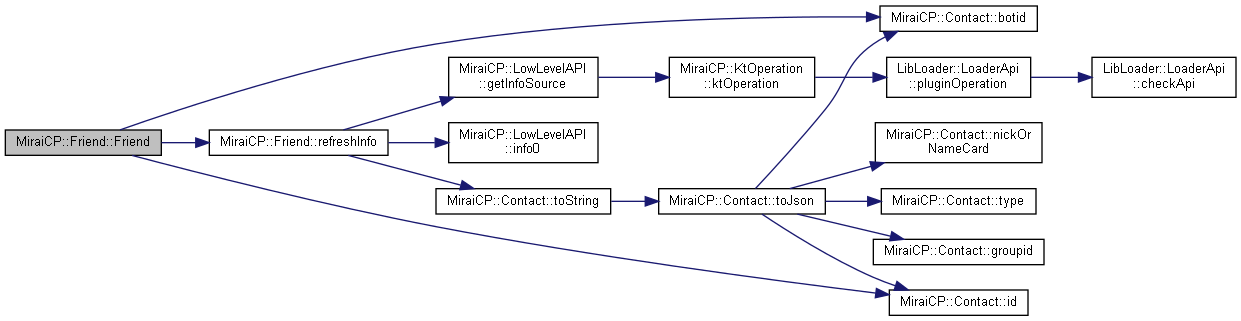 MiraiCP::Friend::Friend
MiraiCP::Friend::refreshInfo
MiraiCP::LowLevelAPI
::getInfoSource
MiraiCP::LowLevelAPI
::info0
MiraiCP::Contact::toString
MiraiCP::KtOperation
::ktOperation
MiraiCP::Contact::toJson
MiraiCP::Contact::botid
LibLoader::LoaderApi
::pluginOperation
LibLoader::LoaderApi
::checkApi
MiraiCP::Contact::nickOr
NameCard
MiraiCP::Contact::type
MiraiCP::Contact::groupid
MiraiCP::Contact::id